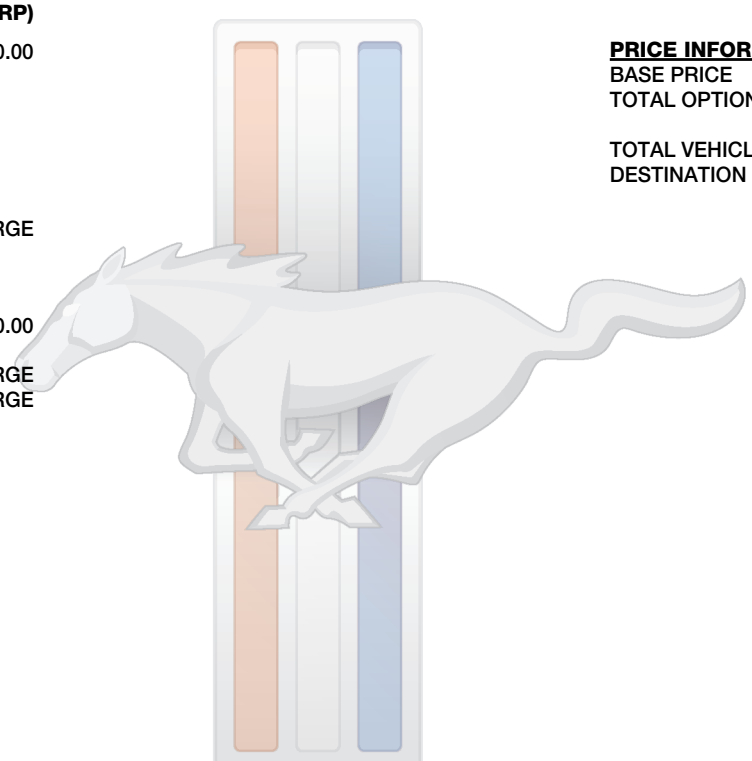 RP)
0.00
RGE
0.00
RGE
RGE
PRICE INFOR
BASE PRICE
TOTAL OPTION
TOTAL VEHICL
DESTINATION